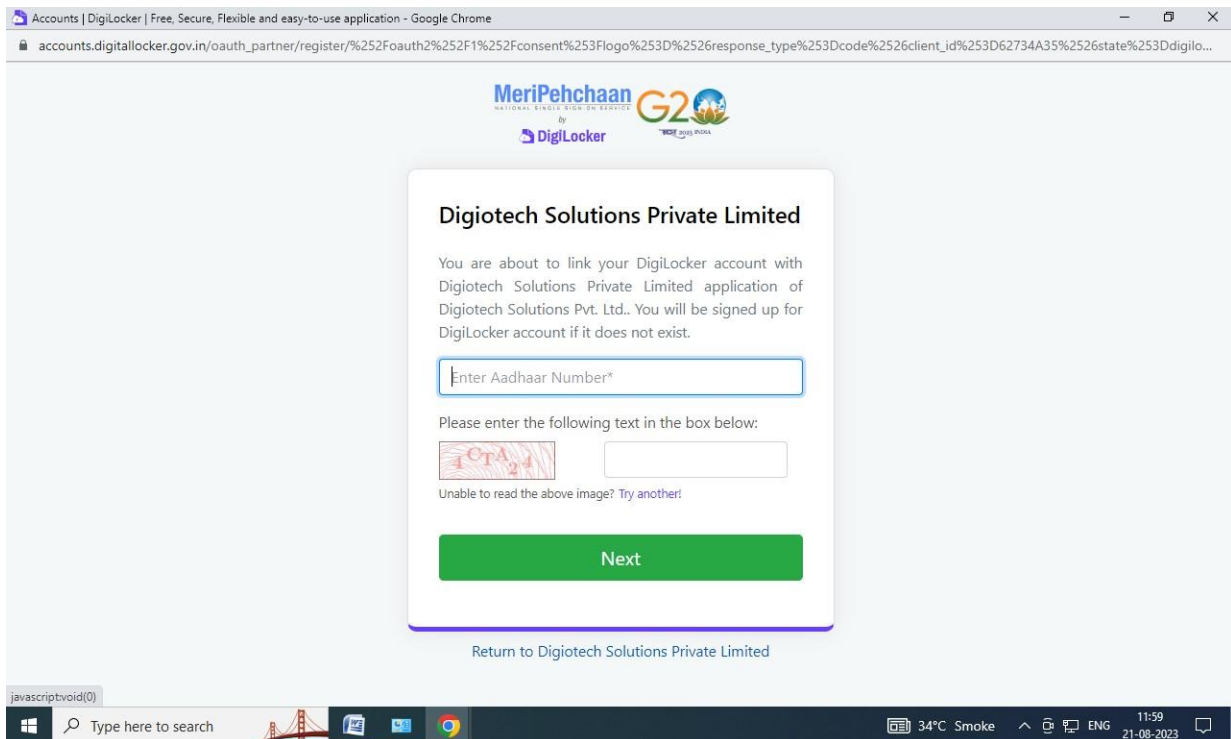 Accounts | DigiLocker | Free, Secure, Flexible and easy-to-use application - Google Chrome
accounts.digitallocker.gov.in/oauth_partner/register/%252Foauth2%252F1%252Fconsent%253Flogo%253D%2526response_type%253Dcode%2526client_id%253D62734A35%2526state%253Ddigilo...
MeriPehchaan
NATIONAL SINGLE SIGN ON SERVICE
by
DigiLocker
G20
भारत 2023 INDIA
Digiotech Solutions Private Limited
You are about to link your DigiLocker account with
Digiotech Solutions Private Limited application of
Digiotech Solutions Pvt. Ltd.. You will be signed up for
DigiLocker account if it does not exist.
Enter Aadhaar Number*
Please enter the following text in the box below:
4CTA24
Unable to read the above image? Try another!
Next
Return to Digiotech Solutions Private Limited
javascript:void(0)
Type here to search
34°C Smoke
ENG
11:59
21-08-2023